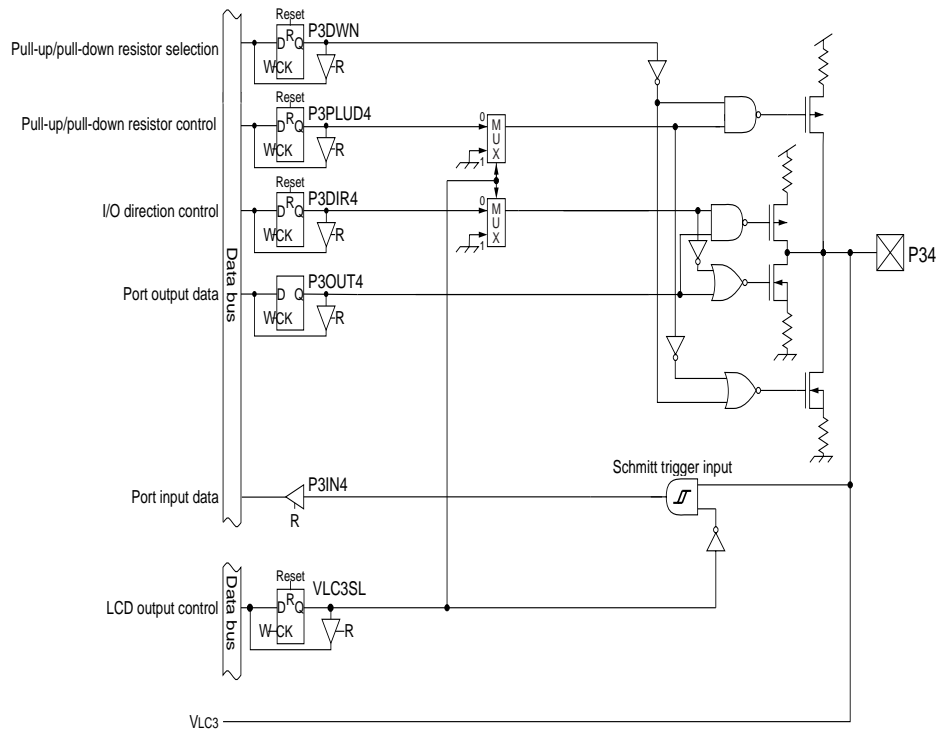 Reset
Pull-up/pull-down resistor selection
D R Q
P3DWN
W CK
R
Reset
Pull-up/pull-down resistor control
D R Q
P3PLUD4
W CK
R
0
MUX
1
Reset
I/O direction control
D R Q
P3DIR4
W CK
R
0
MUX
1
Data bus
Port output data
D Q
P3OUT4
W CK
R
P34
Schmitt trigger input
Port input data
P3IN4
R
Data bus
Reset
LCD output control
D R Q
VLC3SL
W CK
R
VLC3